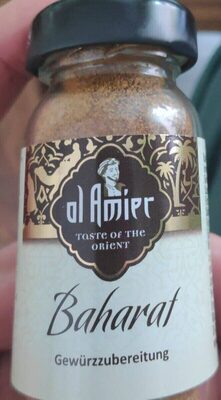 al Amier
TASTE OF THE
ORIENT
Baharat
Gewürzzubereitung